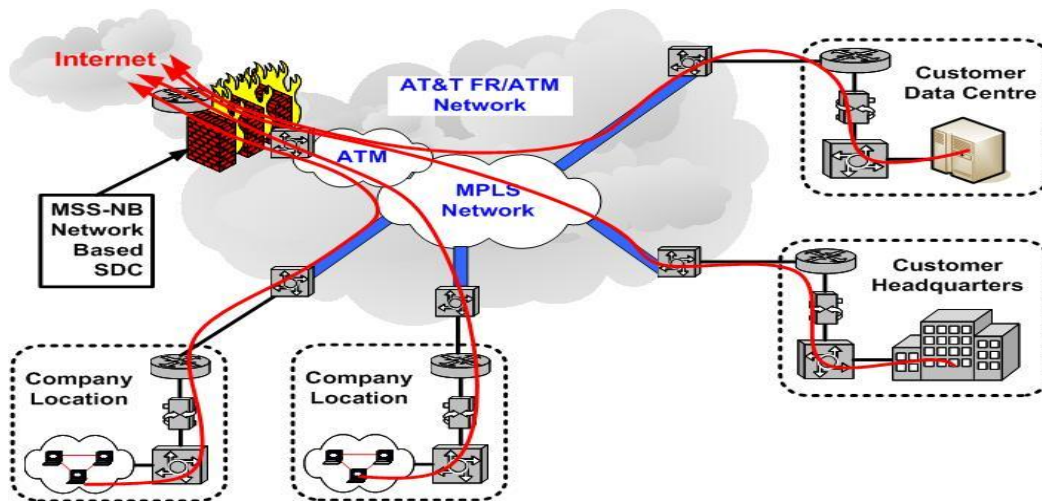 Internet
AT&T FR/ATM
Network
Customer
Data Centre
ATM
MPLS
Network
MSS-NB
Network
Based
SDC
Customer
Headquarters
Company
Location
Company
Location